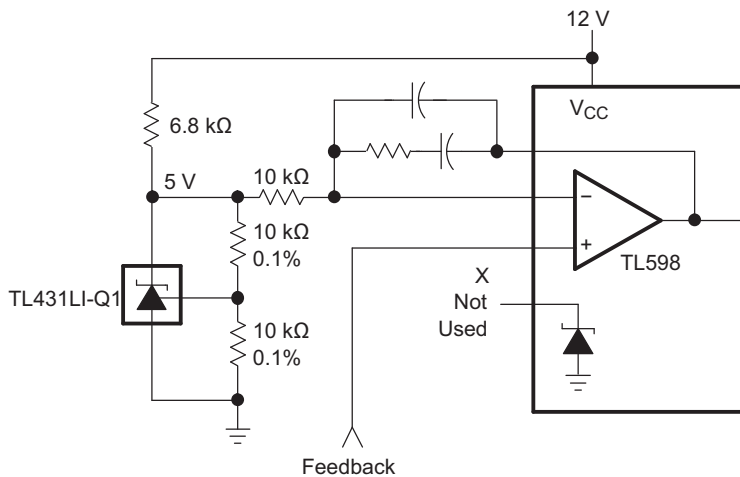 12 V
VCC
6.8 kΩ
5 V
10 kΩ
10 kΩ
0.1%
−
+
TL598
TL431LI-Q1
X
Not
Used
10 kΩ
0.1%
Feedback